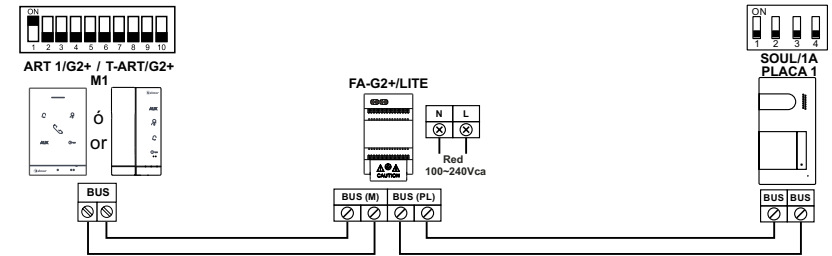 ON
1 2 3 4 5 6 7 8 9 10
ART 1/G2+ / T-ART/G2+
M1
ó
or
AUX
AUX
BUS
FA-G2+/LITE
CAUTION
N L
Red
100~240Vca
BUS (M) BUS (PL)
ON
1 2 3 4
SOUL/1A
PLACA 1
BUS BUS